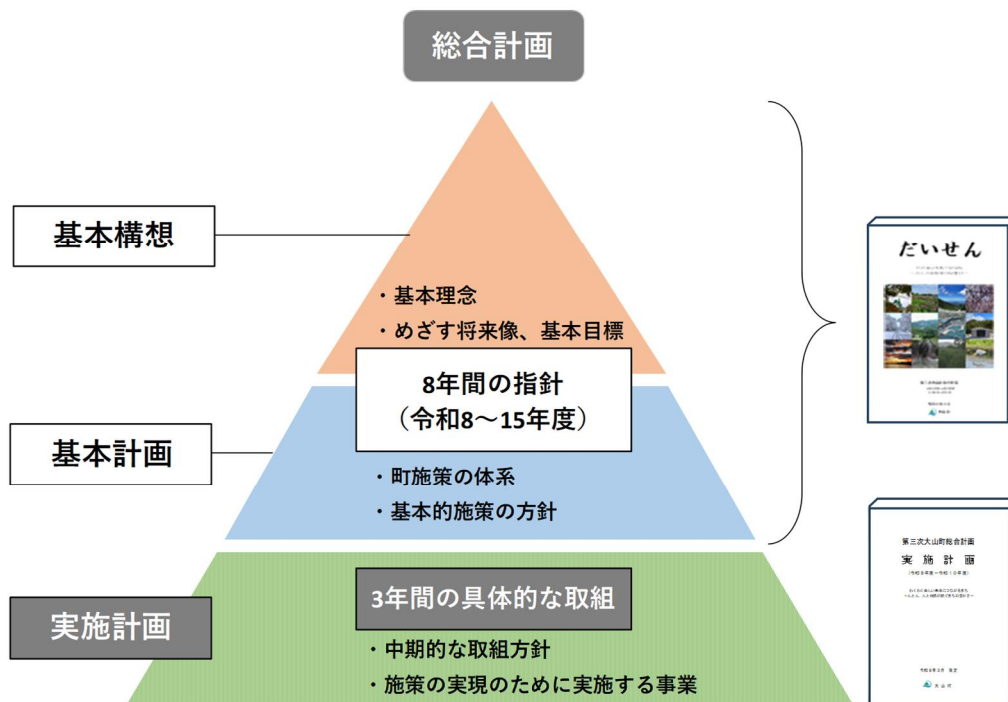 総合計画
基本構想
・基本理念
・めざす将来像、基本目標
8年間の指針
（令和8～15年度）
基本計画
・町施策の体系
・基本的施策の方針
実施計画
3年間の具体的な取組
・中期的な取組方針
・施策の実現のために実施する事業
だいせん
第三次大山町総合計画
実施計画
大山町